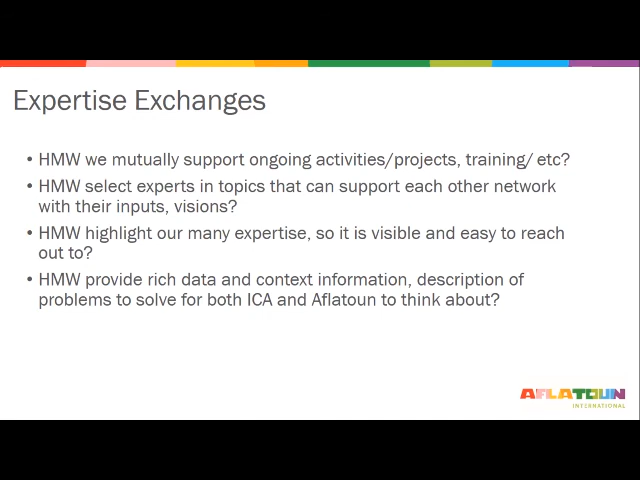 Expertise Exchanges
• HMW we mutually support ongoing activities/projects, training/ etc?
• HMW select experts in topics that can support each other network
with their inputs, visions?
• HMW highlight our many expertise, so it is visible and easy to reach
out to?
• HMW provide rich data and context information, description of
problems to solve for both ICA and Aflatoun to think about?
AFLATOUN
INTERNATIONAL